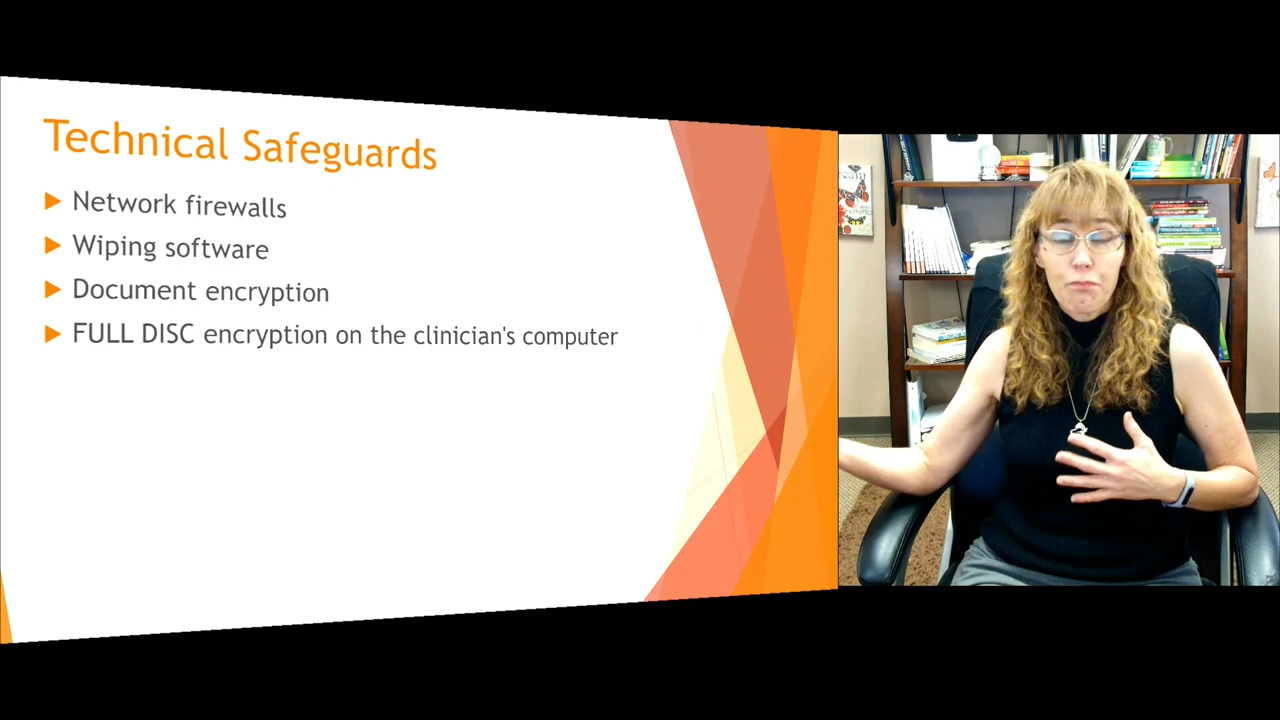 Technical Safeguards
Network firewalls
Wiping software
Document encryption
FULL DISC encryption on the clinician's computer